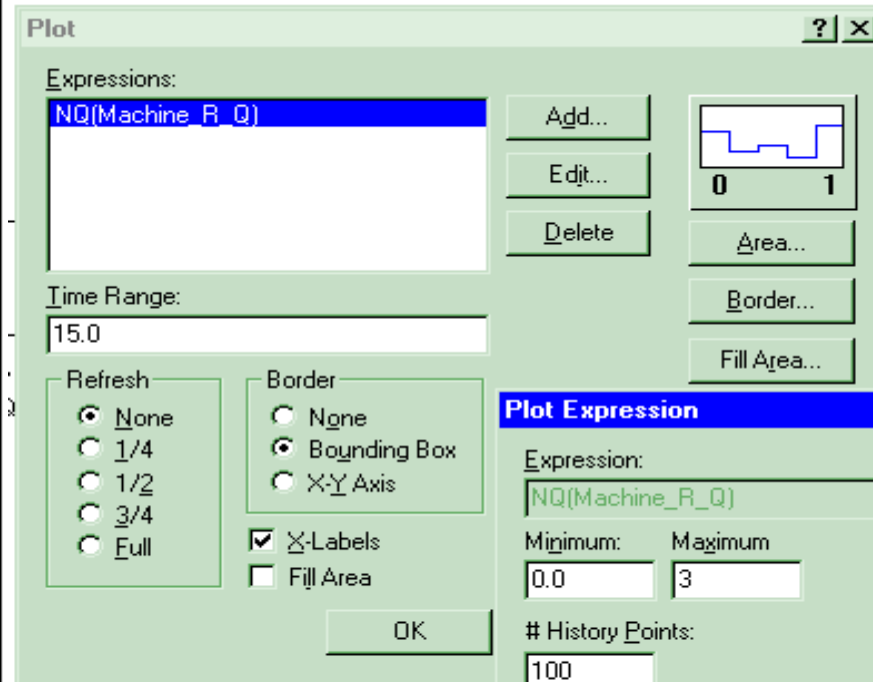 Plot
Expressions:
NQ(Machine_R_Q)
Add...
Edit...
Delete
0 1
Area...
Border...
Fill Area...
Time Range:
15.0
Refresh
None
1/4
1/2
3/4
Full
Border
None
Bounding Box
X-Y Axis
X-Labels
Fill Area
OK
Plot Expression
Expression:
NQ(Machine_R_Q)
Minimum: Maximum
0.0 3
# History Points:
100